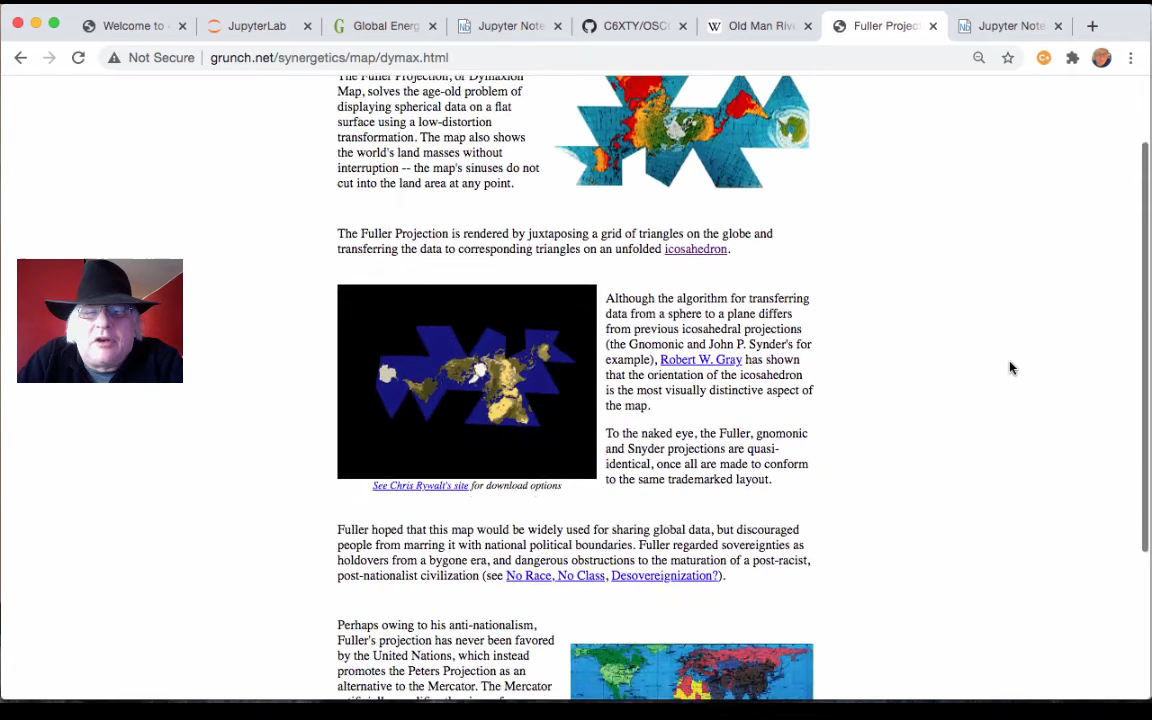 Welcome to
JupyterLab
Global Energ
Jupyter Note
C6XTY/OSC
Old Man Rive
Fuller Project
Jupyter Note
Not Secure
grunch.net/synergetics/map/dymax.html
The Fuller Projection, or Dymaxion
Map, solves the age-old problem of
displaying spherical data on a flat
surface using a low-distortion
transformation. The map also shows
the world's land masses without
interruption -- the map's sinuses do not
cut into the land area at any point.
The Fuller Projection is rendered by juxtaposing a grid of triangles on the globe and
transferring the data to corresponding triangles on an unfolded icosahedron.
Although the algorithm for transferring
data from a sphere to a plane differs
from previous icosahedral projections
(the Gnomonic and John P. Synder's for
example), Robert W. Gray has shown
that the orientation of the icosahedron
is the most visually distinctive aspect of
the map.
To the naked eye, the Fuller, gnomonic
and Snyder projections are quasi-
identical, once all are made to conform
to the same trademarked layout.
See Chris Rywalt's site for download options
Fuller hoped that this map would be widely used for sharing global data, but discouraged
people from marring it with national political boundaries. Fuller regarded sovereignties as
holdovers from a bygone era, and dangerous obstructions to the maturation of a post-racist,
post-nationalist civilization (see No Race, No Class, Desovereignization?).
Perhaps owing to his anti-nationalism,
Fuller's projection has never been favored
by the United Nations, which instead
promotes the Peters Projection as an
alternative to the Mercator. The Mercator